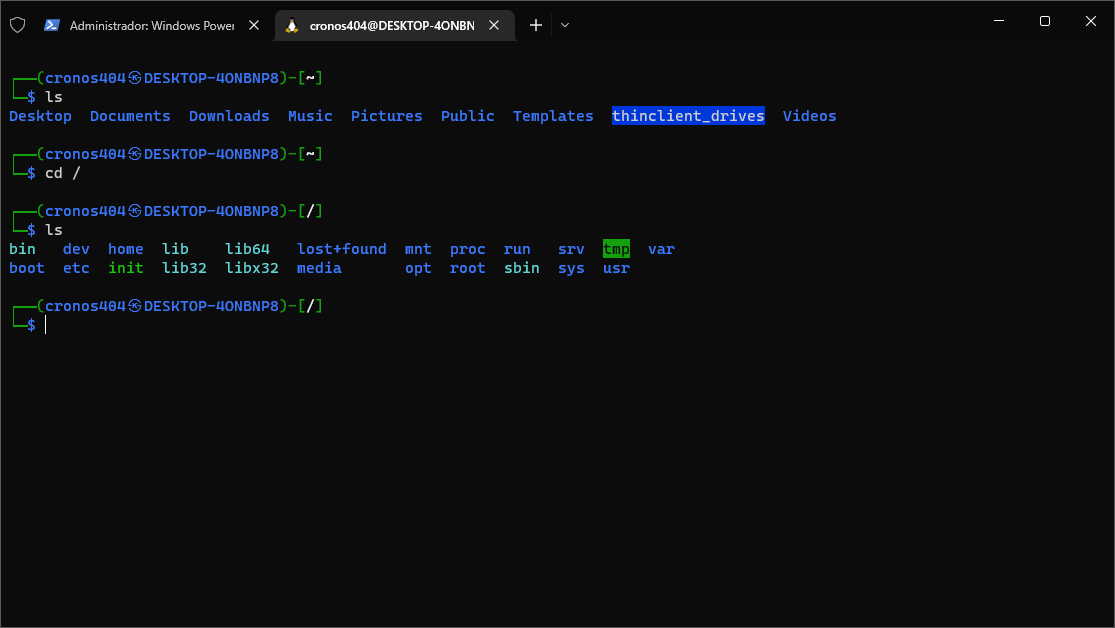 Administrador: Windows Power cronos404@DESKTOP-4ONBN
┌──(cronos404㉿DESKTOP-4ONBNP8)-[~]
└─$ ls
Desktop  Documents  Downloads  Music  Pictures  Public  Templates  thinclient_drives  Videos
┌──(cronos404㉿DESKTOP-4ONBNP8)-[~]
└─$ cd /
┌──(cronos404㉿DESKTOP-4ONBNP8)-[/]
└─$ ls
bin   dev  home  lib    lib64   lost+found  mnt  proc  run   srv  tmp  var
boot  etc  init  lib32  libx32  media       opt  root  sbin  sys  usr
┌──(cronos404㉿DESKTOP-4ONBNP8)-[/]
└─$